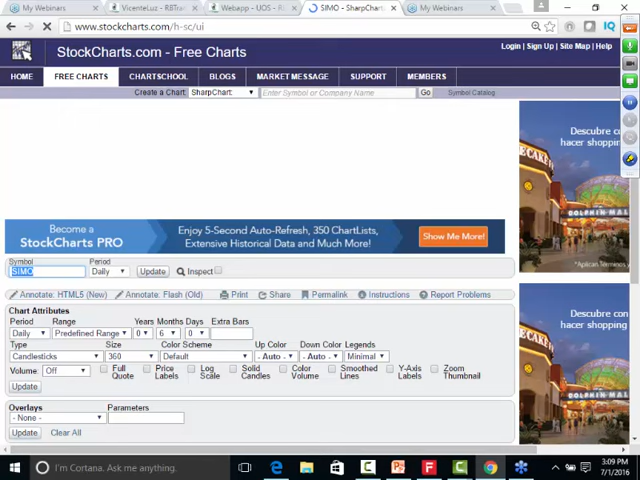 My Webinars
VicenteLuz - RBTra
Webapp - UOS - RBTrad
SIMO - SharpChart
My Webinars
www.stockcharts.com/h-sc/ui
StockCharts.com - Free Charts
Login | Sign Up | Site Map | Help
HOME FREE CHARTS CHARTSCHOOL BLOGS MARKET MESSAGE SUPPORT MEMBERS
Create a Chart: SharpChart Enter Symbol or Company Name Go Symbol Catalog
Descubre
hacer shoppin
DOLPHIN MALL
*Aplican Términos y
Become a
StockCharts PRO
Enjoy 5-Second Auto-Refresh, 350 ChartLists,
Extensive Historical Data and Much More!
Show Me More!
Symbol Period
SIMO Daily Update Inspect
Annotate: HTML5 (New) Annotate: Flash (Old) Print Share Permalink Instructions Report Problems
Chart Attributes
Period Range Years Months Days Extra Bars
Daily Predefined Range 0 6 0
Type Size Color Scheme Up Color Down Color Legends
Candlesticks 360 Default - Auto - - Auto - Minimal
Volume: Off Full Quote Price Labels Log Scale Solid Candles Color Volume Smoothed Lines Y-Axis Labels Zoom Thumbnail
Update
Overlays Parameters
- None -
Update Clear All
Descubre
hacer shoppin
I'm Cortana. Ask me anything.
3:09 PM
7/1/2016